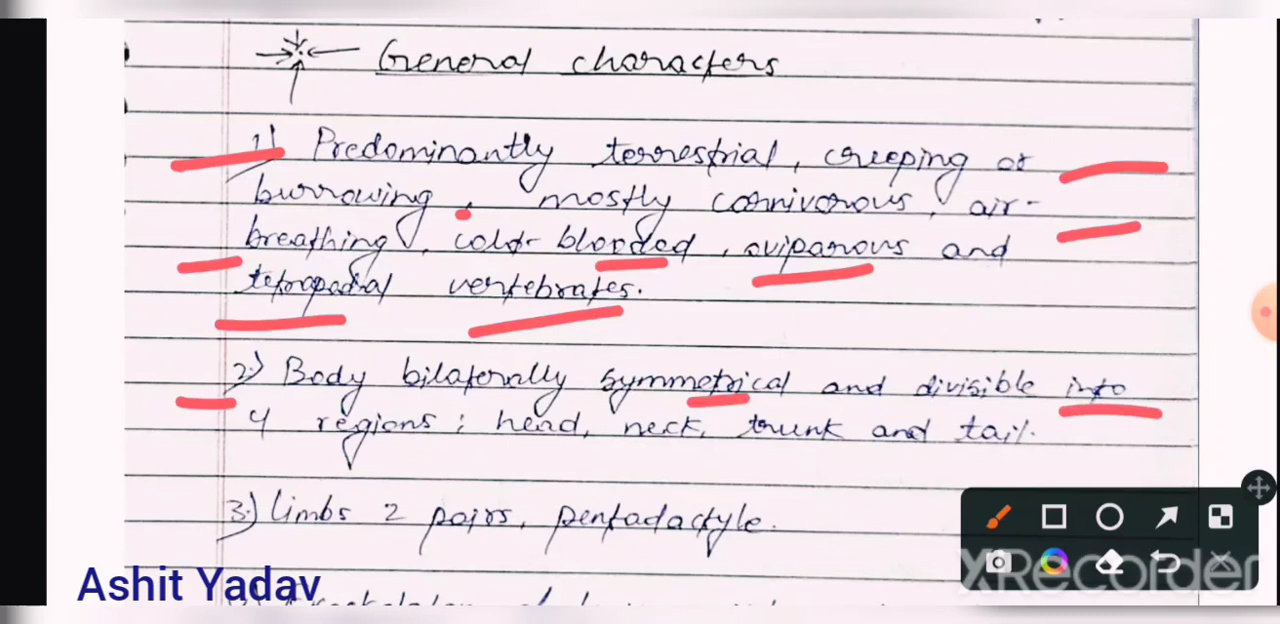 General characters
1) Predominantly terrestrial, creeping or
burrowing, mostly carnivorous, air-
breathing, cold-blooded, oviparous and
tetrapodial vertebrates.
2.) Body bilaterally symmetrical and divisible into
4 regions; head, neck, trunk and tail.
3.) limbs 2 pairs, pentadactyle.
Ashit Yadav
XRecorder